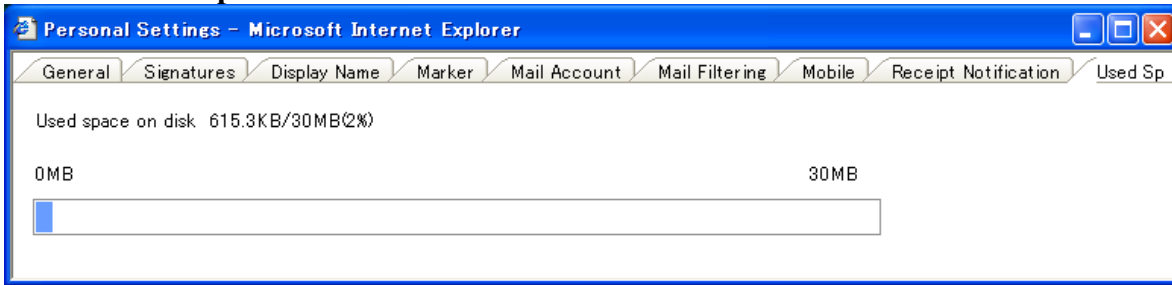 Personal Settings - Microsoft Internet Explorer
General Signatures Display Name Marker Mail Account Mail Filtering Mobile Receipt Notification Used Sp
Used space on disk 615.3KB/30MB(2%)
0MB 30MB